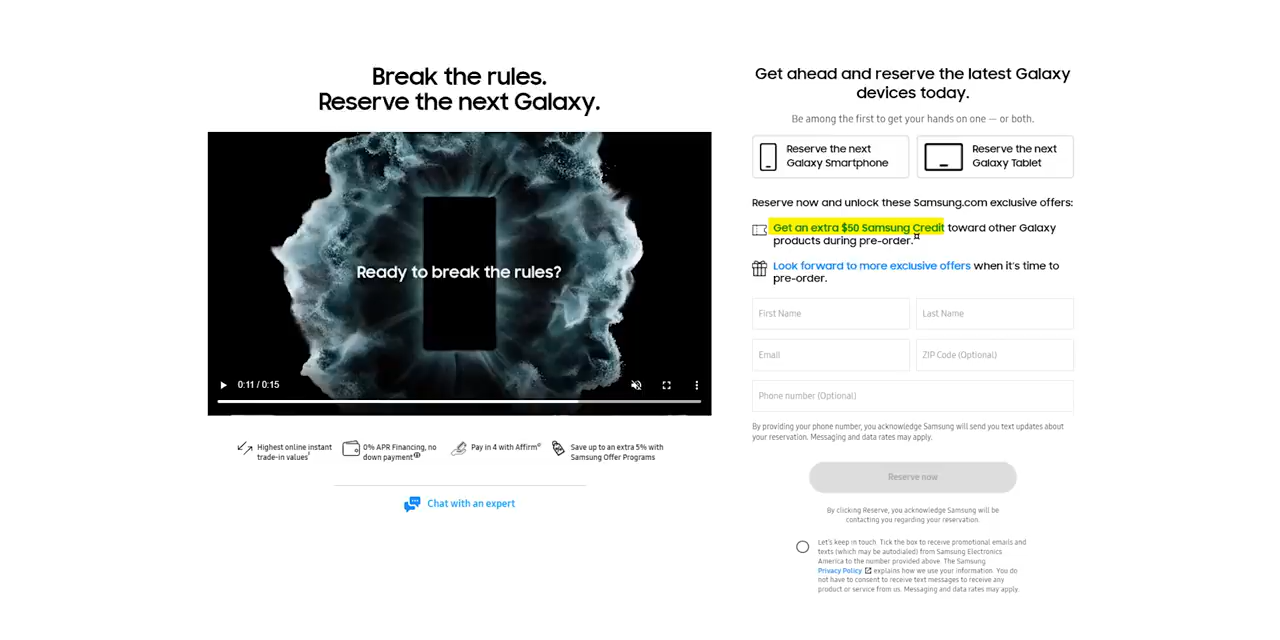 Break the rules.
Reserve the next Galaxy.
Ready to break the rules?
0:11 / 0:15
Highest online instant
trade-in values
0% APR Financing, no
down payment
Pay in 4 with Affirm
Save up to an extra 5% with
Samsung Offer Programs
Chat with an expert
Get ahead and reserve the latest Galaxy
devices today.
Be among the first to get your hands on one — or both.
Reserve the next
Galaxy Smartphone
Reserve the next
Galaxy Tablet
Reserve now and unlock these Samsung.com exclusive offers:
Get an extra $50 Samsung Credit toward other Galaxy
products during pre-order.¤
Look forward to more exclusive offers when it's time to
pre-order.
First Name
Last Name
Email
ZIP Code (Optional)
Phone number (Optional)
By providing your phone number, you acknowledge Samsung will send you text updates about
your reservation. Messaging and data rates may apply.
Reserve now
By clicking Reserve, you acknowledge Samsung will be
contacting you regarding your reservation.
Let's keep in touch. Tick the box to receive promotional emails and
texts (which may be autodialed) from Samsung Electronics
America to the number provided above. The Samsung
Privacy Policy explains how we use your information. You do
not have to consent to receive text messages to receive any
product or service from us. Messaging and data rates may apply.